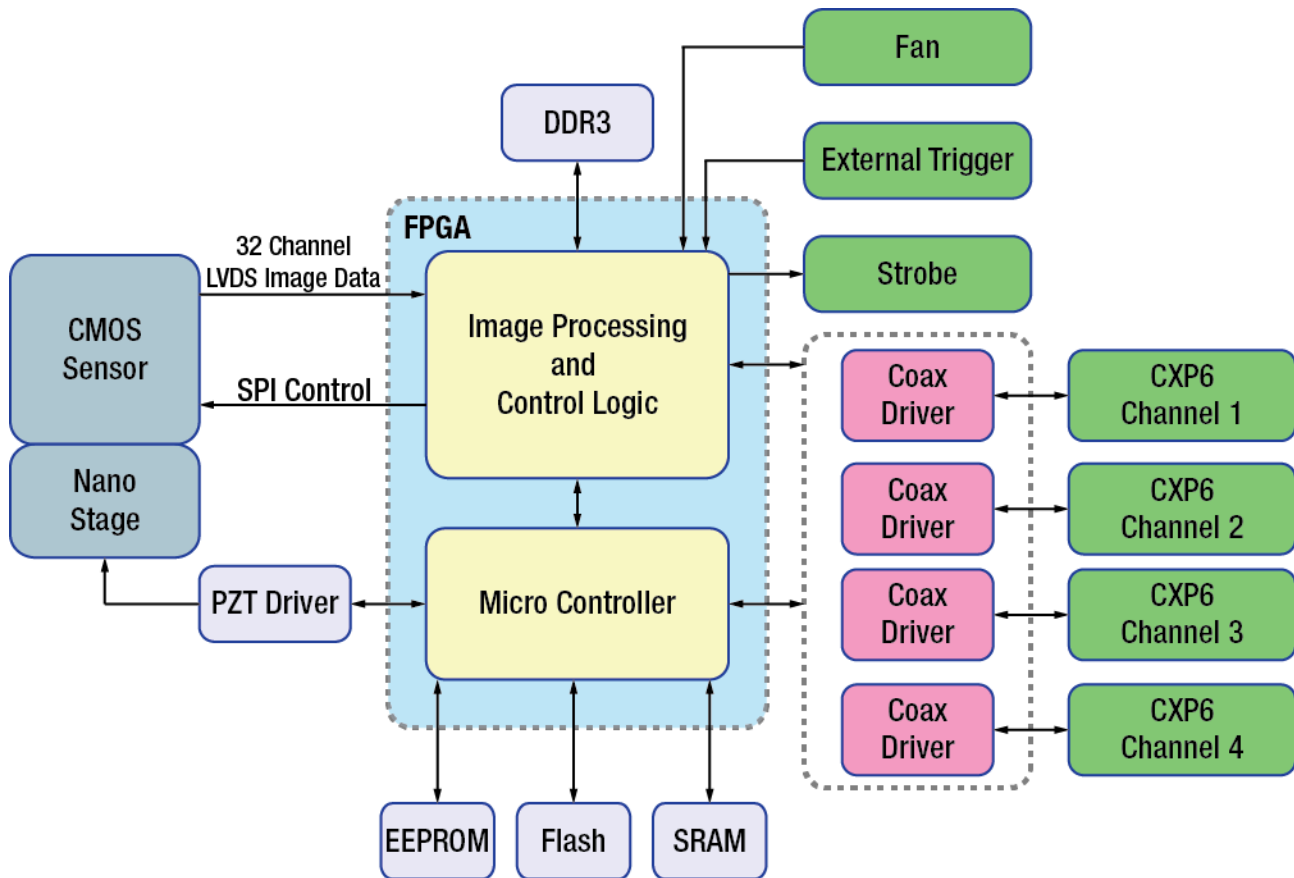 Fan
DDR3
External Trigger
FPGA
32 Channel
LVDS Image Data
Strobe
CMOS
Sensor
Image Processing
and
Control Logic
SPI Control
Coax
Driver
CXP6
Channel 1
Nano
Stage
Coax
Driver
CXP6
Channel 2
PZT Driver
Micro Controller
Coax
Driver
CXP6
Channel 3
Coax
Driver
CXP6
Channel 4
EEPROM
Flash
SRAM